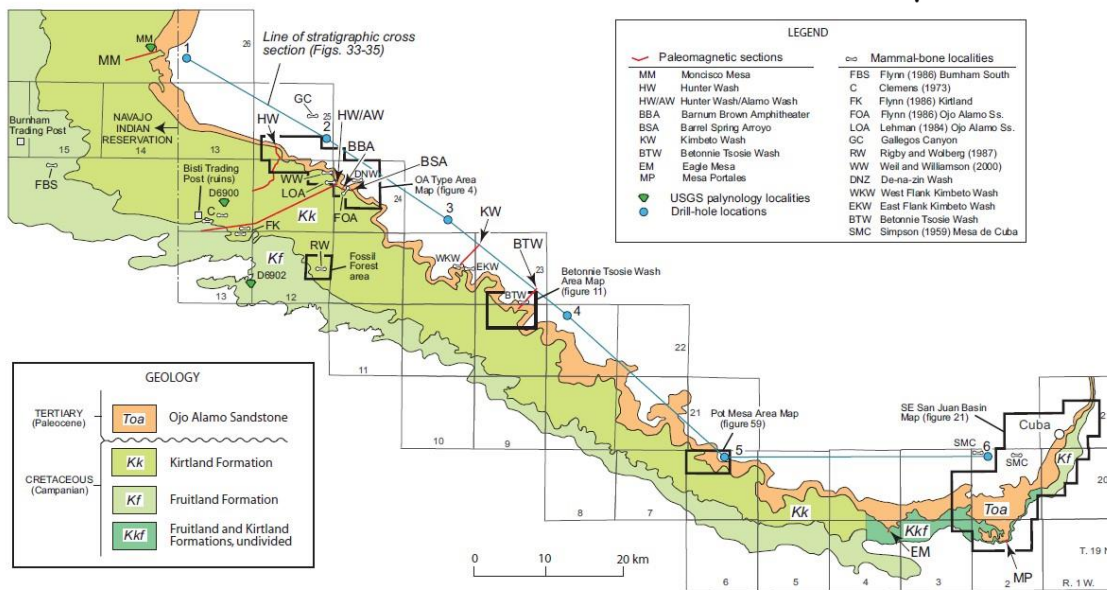 MM
MM
1
26
Line of stratigraphic cross
section (Figs. 33-35)
GC
25
2
HW
HW/AW
BBA
BSA
NAVAJO
INDIAN
RESERVATION
Burnham
Trading Post
15
14
13
FBS
Bisti Trading
Post (ruins)
D6900
C
WW
LOA
DNW
FOA
OA Type Area
Map (figure 4)
24
Kk
FK
Kf
D6902
RW
Fossil
Forest
area
3
KW
WKW
EKW
BTW
23
BTW
Betonnie Tsosie Wash
Area Map
(figure 11)
4
13
12
11
10
9
22
21
Pot Mesa Area Map
(figure 59)
5
8
7
Kk
Kkf
EM
SE San Juan Basin
Map (figure 21)
Cuba
SMC
6
SMC
Kf
20
Toa
MP
T. 19 N
6
5
4
3
2
R. 1 W.
0
10
20 km
LEGEND
Paleomagnetic sections
MM Moncisco Mesa
HW Hunter Wash
HW/AW Hunter Wash/Alamo Wash
BBA Barnum Brown Amphitheater
BSA Barrel Spring Arroyo
KW Kimbeto Wash
BTW Betonnie Tsosie Wash
EM Eagle Mesa
MP Mesa Portales
USGS palynology localities
Drill-hole locations
Mammal-bone localities
FBS Flynn (1986) Burnham South
C Clemens (1973)
FK Flynn (1986) Kirtland
FOA Flynn (1986) Ojo Alamo Ss.
LOA Lehman (1984) Ojo Alamo Ss.
GC Gallegos Canyon
RW Rigby and Wolberg (1987)
WW Weil and Williamson (2000)
DNZ De-na-zin Wash
WKW West Flank Kimbeto Wash
EKW East Flank Kimbeto Wash
BTW Betonnie Tsosie Wash
SMC Simpson (1959) Mesa de Cuba
GEOLOGY
TERTIARY
(Paleocene)
Toa Ojo Alamo Sandstone
CRETACEOUS
(Campanian)
Kk Kirtland Formation
Kf Fruitland Formation
Kkf Fruitland and Kirtland
Formations, undivided